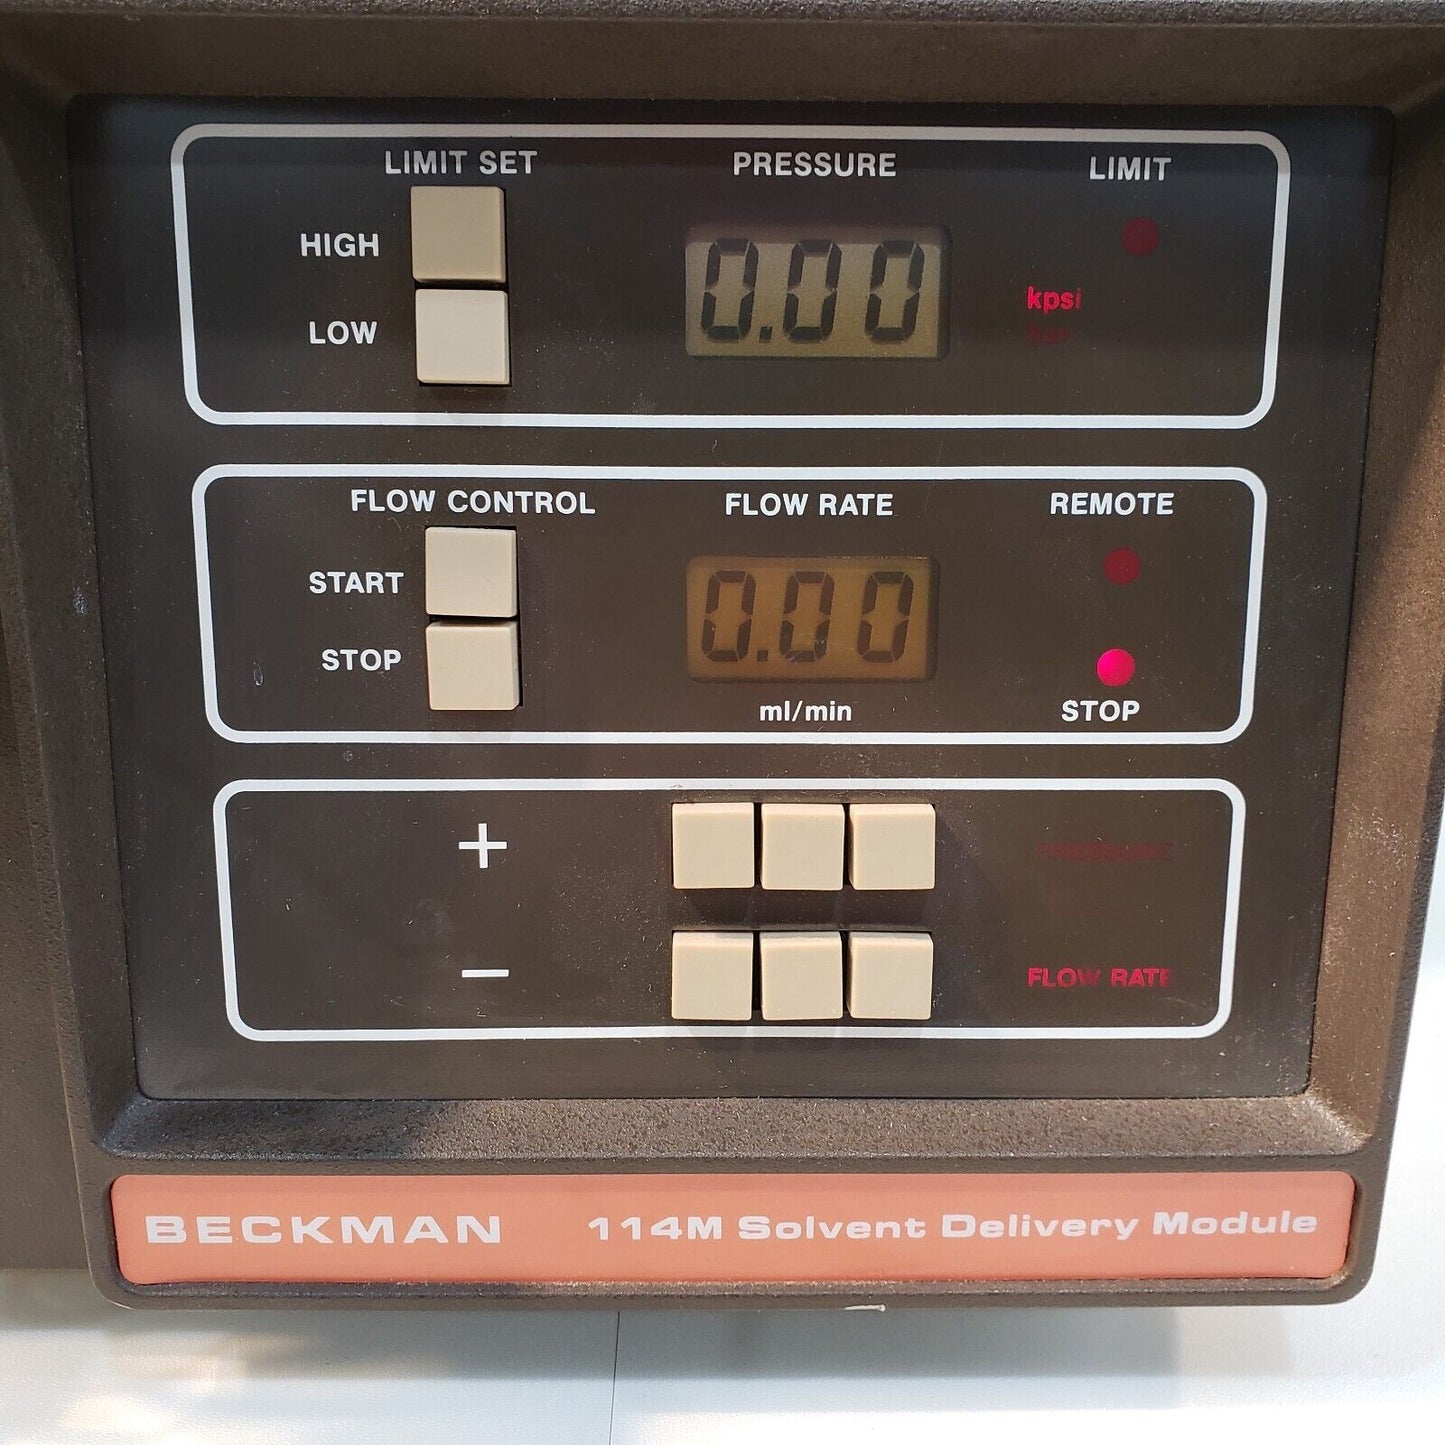 LIMIT SET PRESSURE LIMIT
HIGH
0.00
kpsi
LOW
FLOW CONTROL FLOW RATE REMOTE
START
0.00
STOP
ml/min STOP
+
PRESSURE
−
FLOW RATE
BECKMAN 114M Solvent Delivery Module